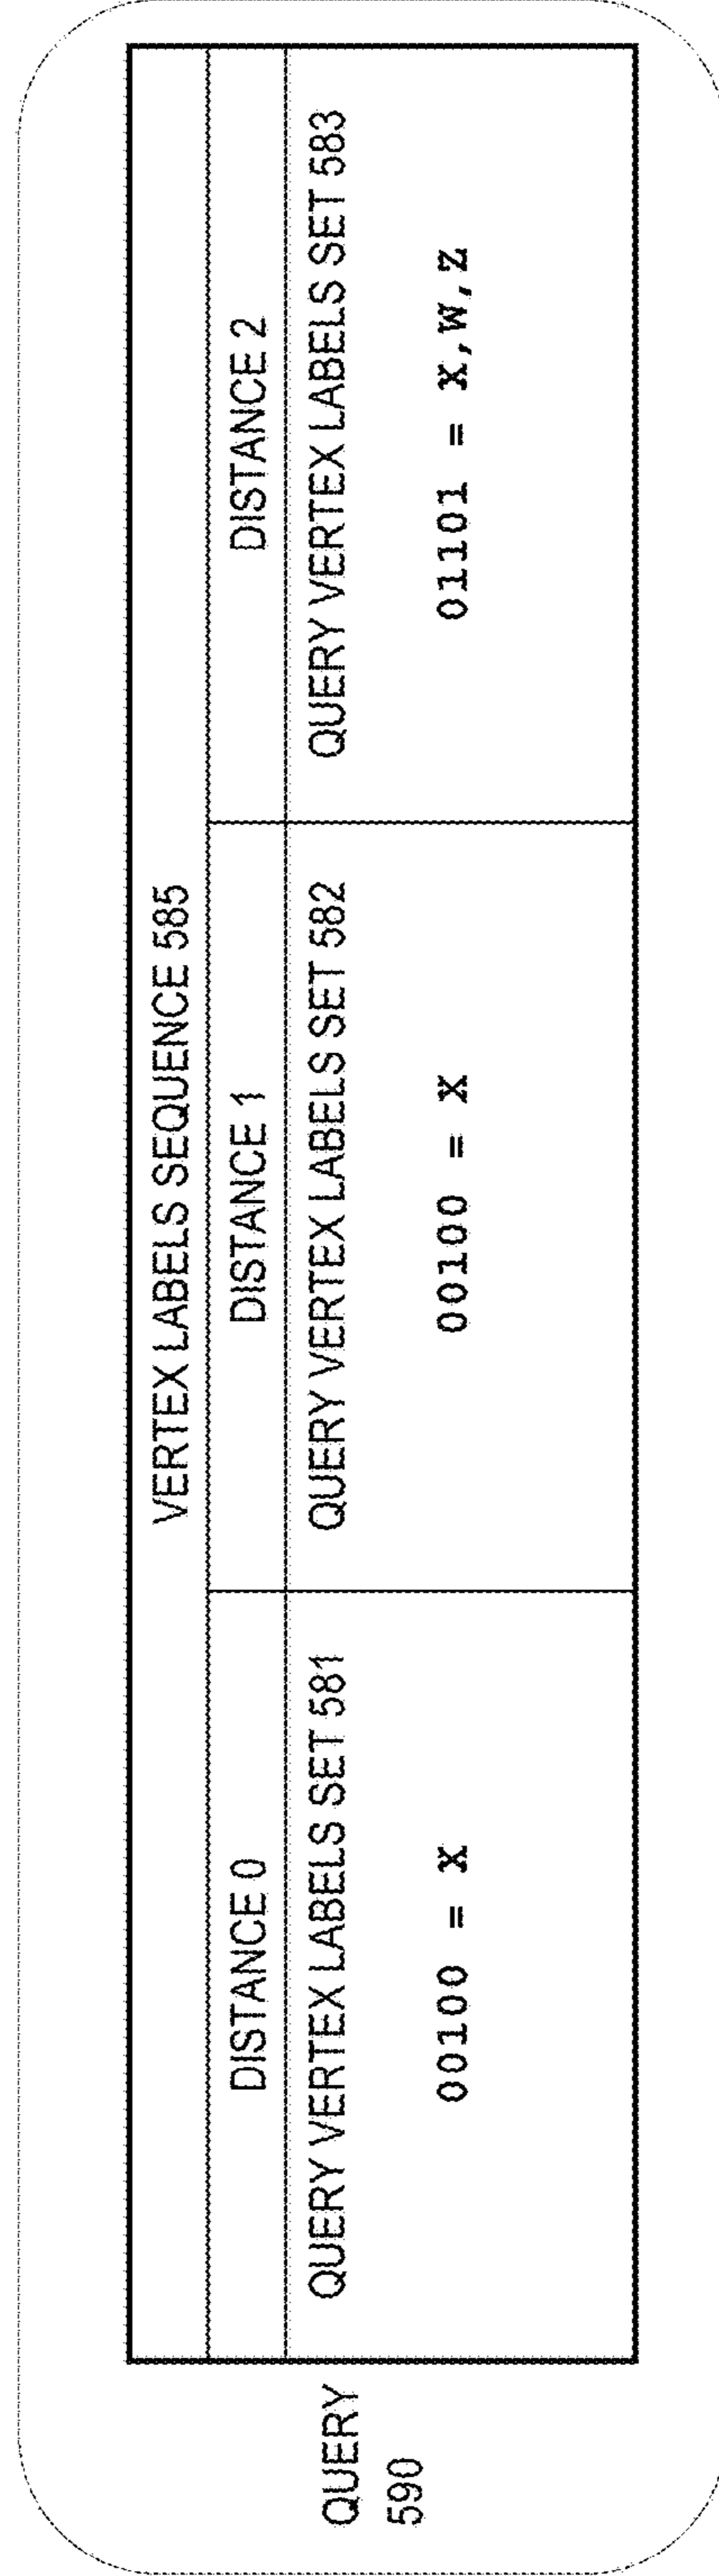 VERTEX LABELS SEQUENCE 585
DISTANCE 0
DISTANCE 1
DISTANCE 2
QUERY VERTEX LABELS SET 581
QUERY VERTEX LABELS SET 582
QUERY VERTEX LABELS SET 583
00100 = X
00100 = X
01101 = X,W,Z
QUERY
590